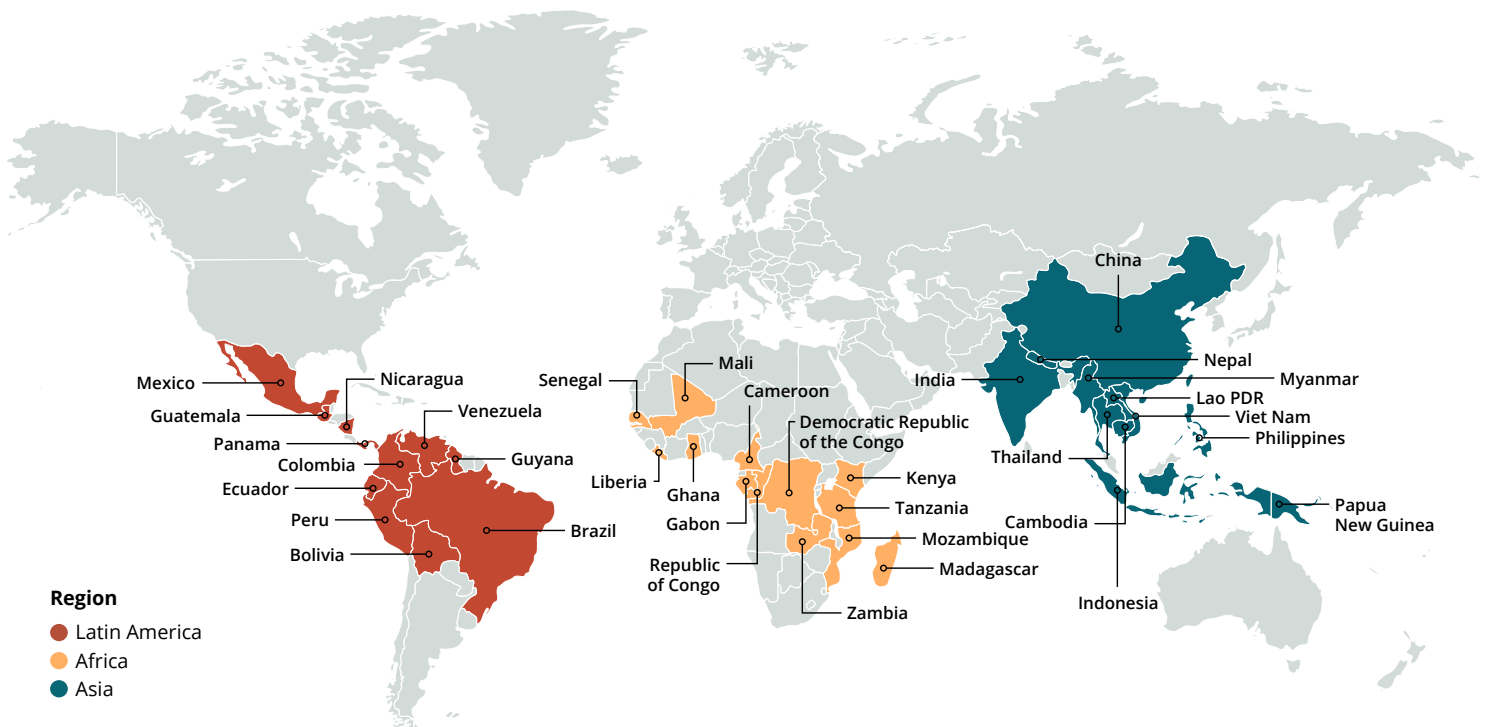 China
Nepal
Mali
India
Myanmar
Nicaragua
Senegal
Mexico
Cameroon
Lao PDR
Venezuela
Guatemala
Viet Nam
Democratic Republic
of the Congo
Philippines
Panama
Thailand
Guyana
Colombia
Kenya
Liberia
Ecuador
Ghana
Papua
New Guinea
Tanzania
Peru
Gabon
Cambodia
Brazil
Mozambique
Bolivia
Republic
of Congo
Madagascar
Region
Indonesia
Zambia
Latin America
Africa
Asia